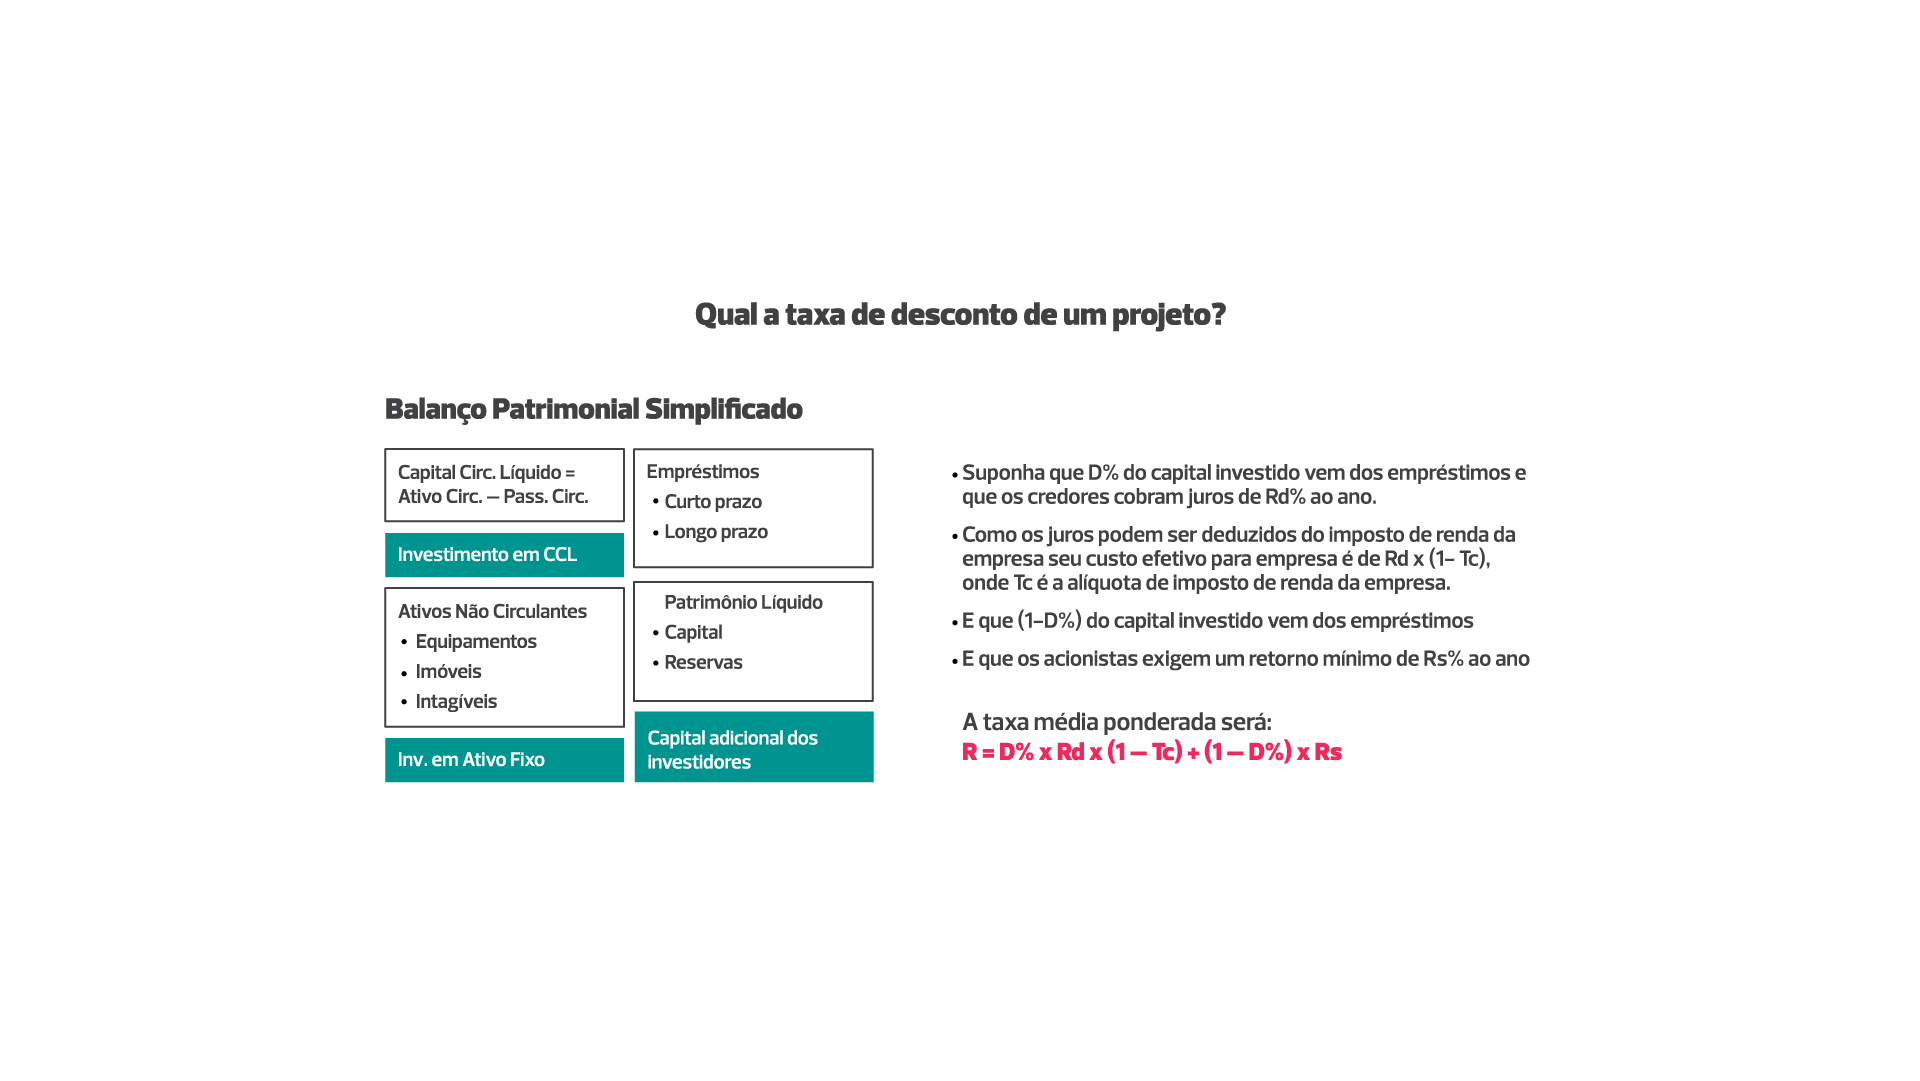 Qual a taxa de desconto de um projeto?
Balanço Patrimonial Simplificado
Capital Circ. Líquido =
Ativo Circ. – Pass. Circ.
Investimento em CCL
Ativos Não Circulantes
• Equipamentos
• Imóveis
• Intagíveis
Inv. em Ativo Fixo
Empréstimos
• Curto prazo
• Longo prazo
Patrimônio Líquido
• Capital
• Reservas
Capital adicional dos
investidores
• Suponha que D% do capital investido vem dos empréstimos e
que os credores cobram juros de Rd% ao ano.
• Como os juros podem ser deduzidos do imposto de renda da
empresa seu custo efetivo para empresa é de Rd x (1– Tc),
onde Tc é a alíquota de imposto de renda da empresa.
• E que (1–D%) do capital investido vem dos empréstimos
• E que os acionistas exigem um retorno mínimo de Rs% ao ano
A taxa média ponderada será:
R = D% x Rd x (1 – Tc) + (1 – D%) x Rs